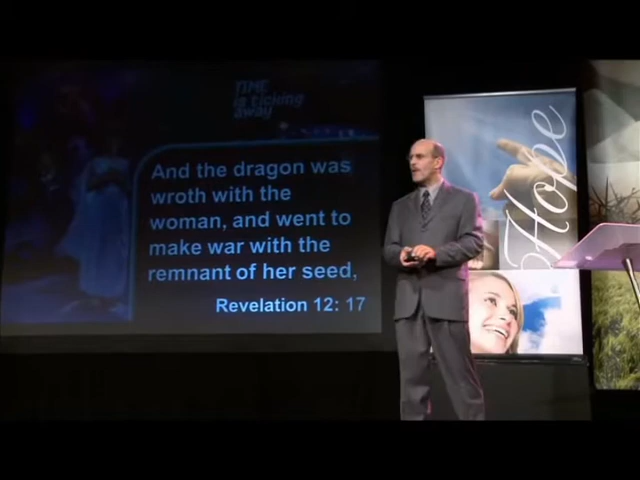 TIME
is ticking
away
And the dragon was
wroth with the
woman, and went to
make war with the
remnant of her seed,
Revelation 12: 17
Hope
Hope